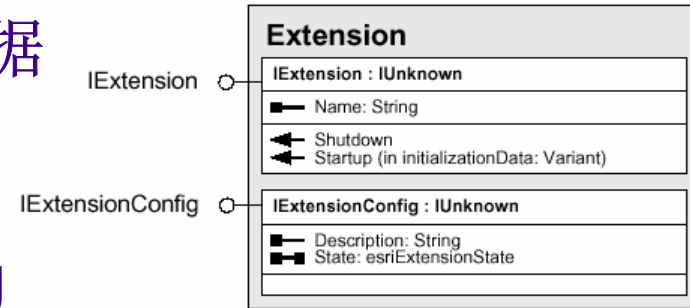 据
Extension
IExtension
IExtension : IUnknown
Name: String
Shutdown
Startup (in initializationData: Variant)
IExtensionConfig
IExtensionConfig : IUnknown
Description: String
State: esriExtensionState